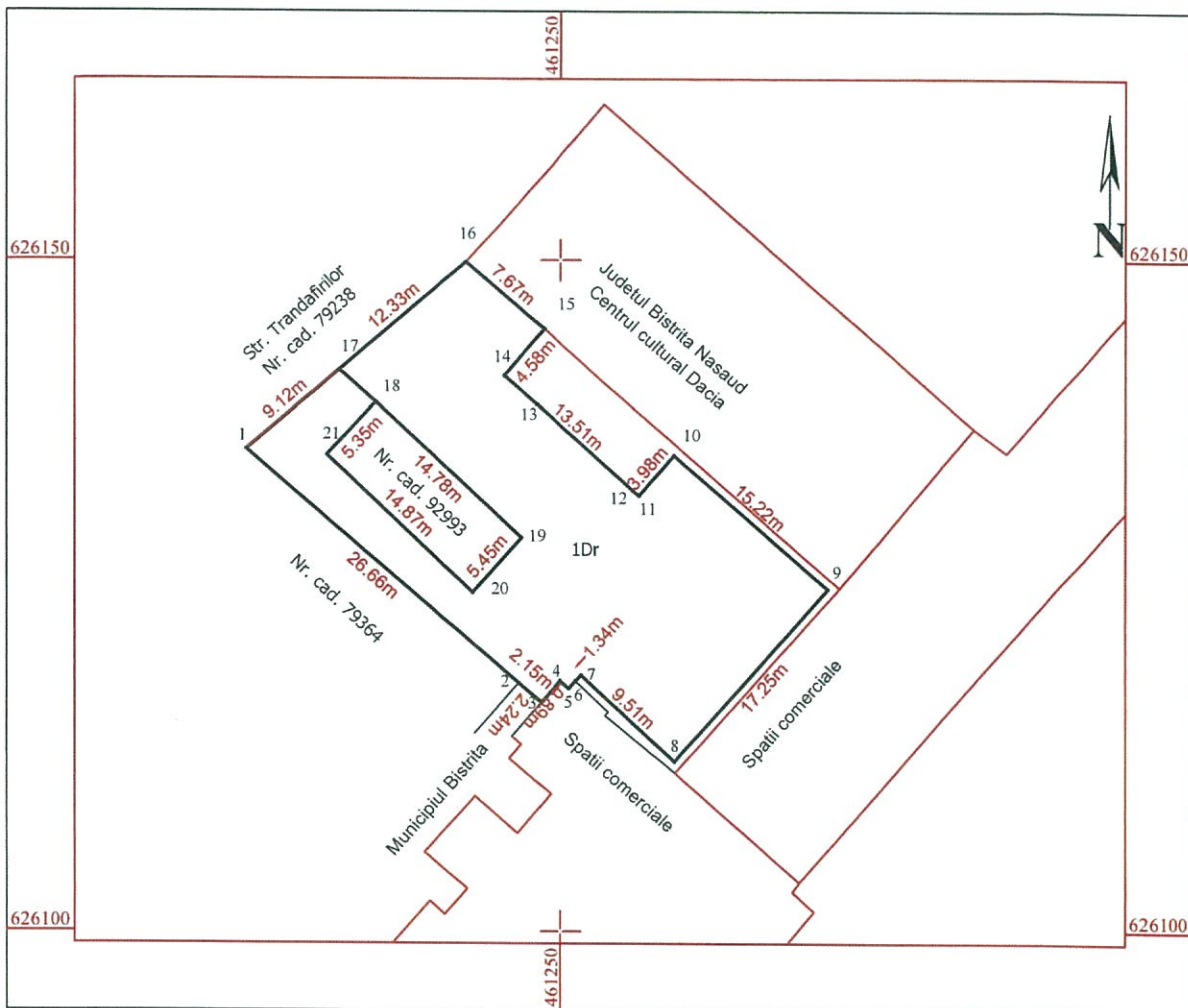 461250
626150
626150
N
16
7.67m
15
Judetul Bistrita Nasaud
Centrul cultural Dacia
Str. Trandafirilor
Nr. cad. 79238
12.33m
17
14
4.58m
18
9.12m
13
13.51m
1
21
5.35m
10
3.98m
14.78m
Nr. cad. 92993
14.87m
12
11
15.22m
19
1Dr
5.45m
20
9
Nr. cad. 79364
26.66m
1.34m
2.15m
4
7
2
3
5
6
2.24m
9.51m
17.25m
Spatii comerciale
8
Municipiul Bistrita
Spatii comerciale
626100
626100
461250